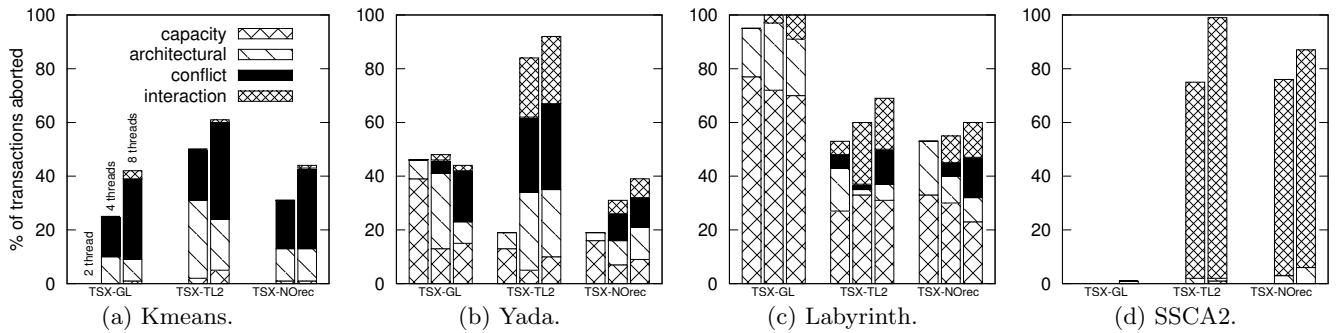 % of transactions aborted
100
80
60
40
20
0
capacity
architectural
conflict
interaction
2 thread
4 threads
8 threads
TSX-GL TSX-TL2 TSX-NOrec
(a) Kmeans.
100
80
60
40
20
0
TSX-GL TSX-TL2 TSX-NOrec
(b) Yada.
100
80
60
40
20
0
TSX-GL TSX-TL2 TSX-NOrec
(c) Labyrinth.
100
80
60
40
20
0
TSX-GL TSX-TL2 TSX-NOrec
(d) SSCA2.